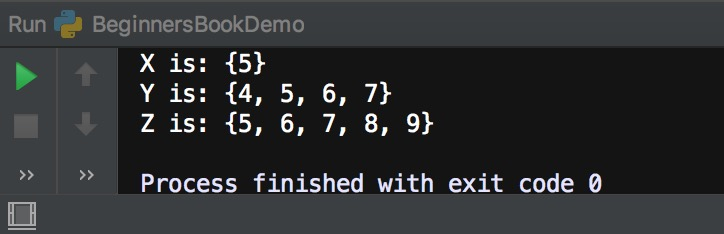 Run BeginnersBookDemo
X is: {5}
Y is: {4, 5, 6, 7}
Z is: {5, 6, 7, 8, 9}
Process finished with exit code 0